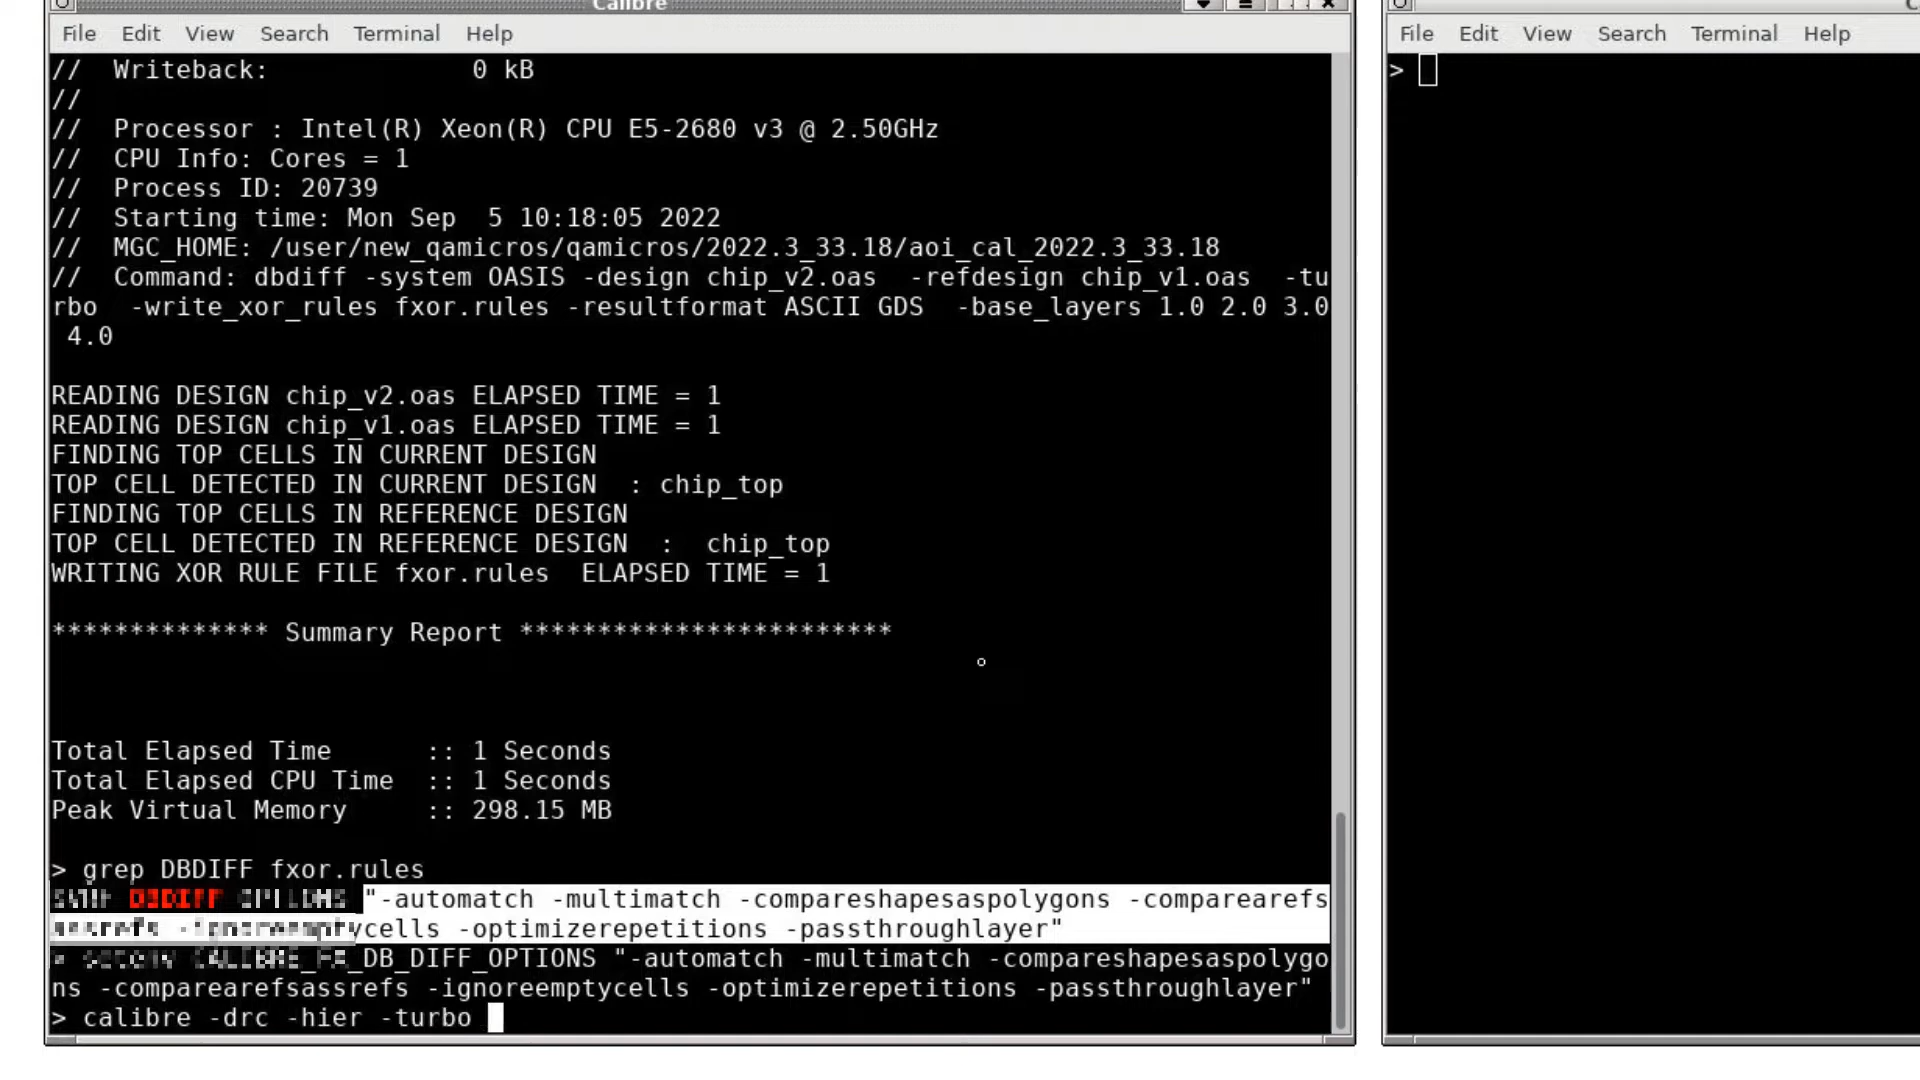 Calibre
File Edit View Search Terminal Help
File Edit View Search Terminal Help
// Writeback: 0 kB
//
// Processor : Intel(R) Xeon(R) CPU E5-2680 v3 @ 2.50GHz
// CPU Info: Cores = 1
// Process ID: 20739
// Starting time: Mon Sep 5 10:18:05 2022
// MGC_HOME: /user/new_qamicros/qamicros/2022.3_33.18/aoi_cal_2022.3_33.18
// Command: dbdiff -system OASIS -design chip_v2.oas -refdesign chip_v1.oas -tu
rbo -write_xor_rules fxor.rules -resultformat ASCII GDS -base_layers 1.0 2.0 3.0
4.0
READING DESIGN chip_v2.oas ELAPSED TIME = 1
READING DESIGN chip_v1.oas ELAPSED TIME = 1
FINDING TOP CELLS IN CURRENT DESIGN
TOP CELL DETECTED IN CURRENT DESIGN : chip_top
FINDING TOP CELLS IN REFERENCE DESIGN
TOP CELL DETECTED IN REFERENCE DESIGN : chip_top
WRITING XOR RULE FILE fxor.rules ELAPSED TIME = 1
************** Summary Report ************************
Total Elapsed Time :: 1 Seconds
Total Elapsed CPU Time :: 1 Seconds
Peak Virtual Memory :: 298.15 MB
> grep DBDIFF fxor.rules
DBDIFF OPTIONS "-automatch -multimatch -compareshapesaspolygons -comparearefs
assrefs -ignoreemptycells -optimizerepetitions -passthroughlayer"
> setenv CALIBRE_FX_DB_DIFF_OPTIONS "-automatch -multimatch -compareshapesaspolygo
ns -comparearefsassrefs -ignoreemptycells -optimizerepetitions -passthroughlayer"
> calibre -drc -hier -turbo
>